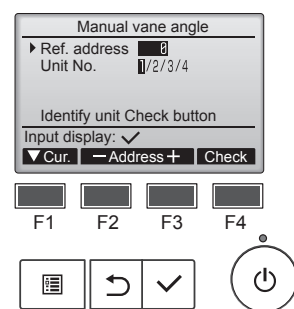 Manual vane angle
Ref. address 0
Unit No. 1/2/3/4
Identify unit Check button
Input display: ✓
▼ Cur. − Address + Check
F1 F2 F3 F4